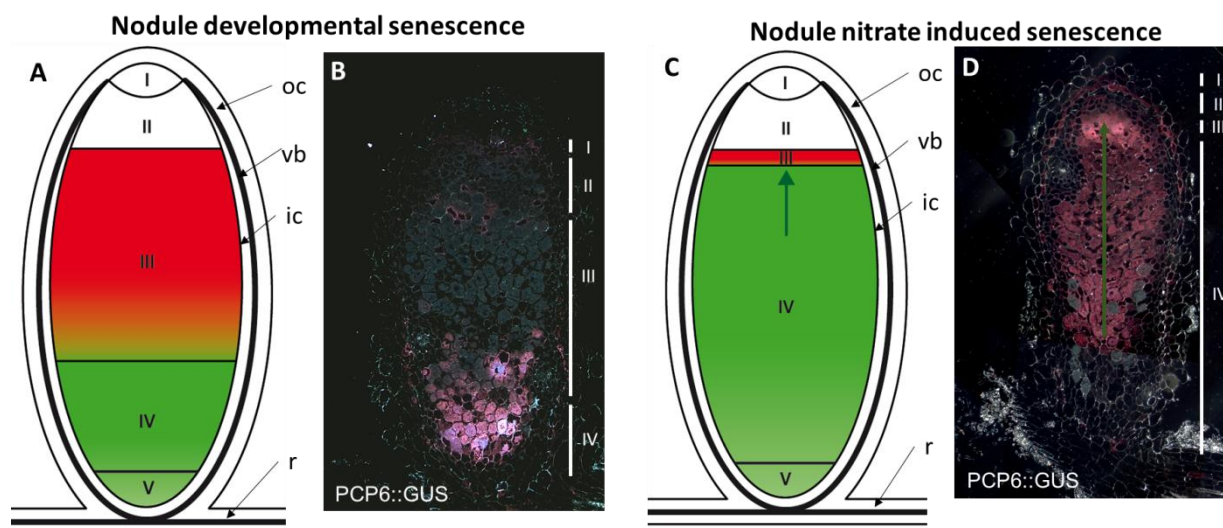 Nodule developmental senescence
A
I
II
III
IV
V
oc
vb
ic
r
B
I
II
III
IV
PCP6::GUS
Nodule nitrate induced senescence
C
I
II
III
IV
V
oc
vb
ic
r
D
I
II
III
IV
PCP6::GUS